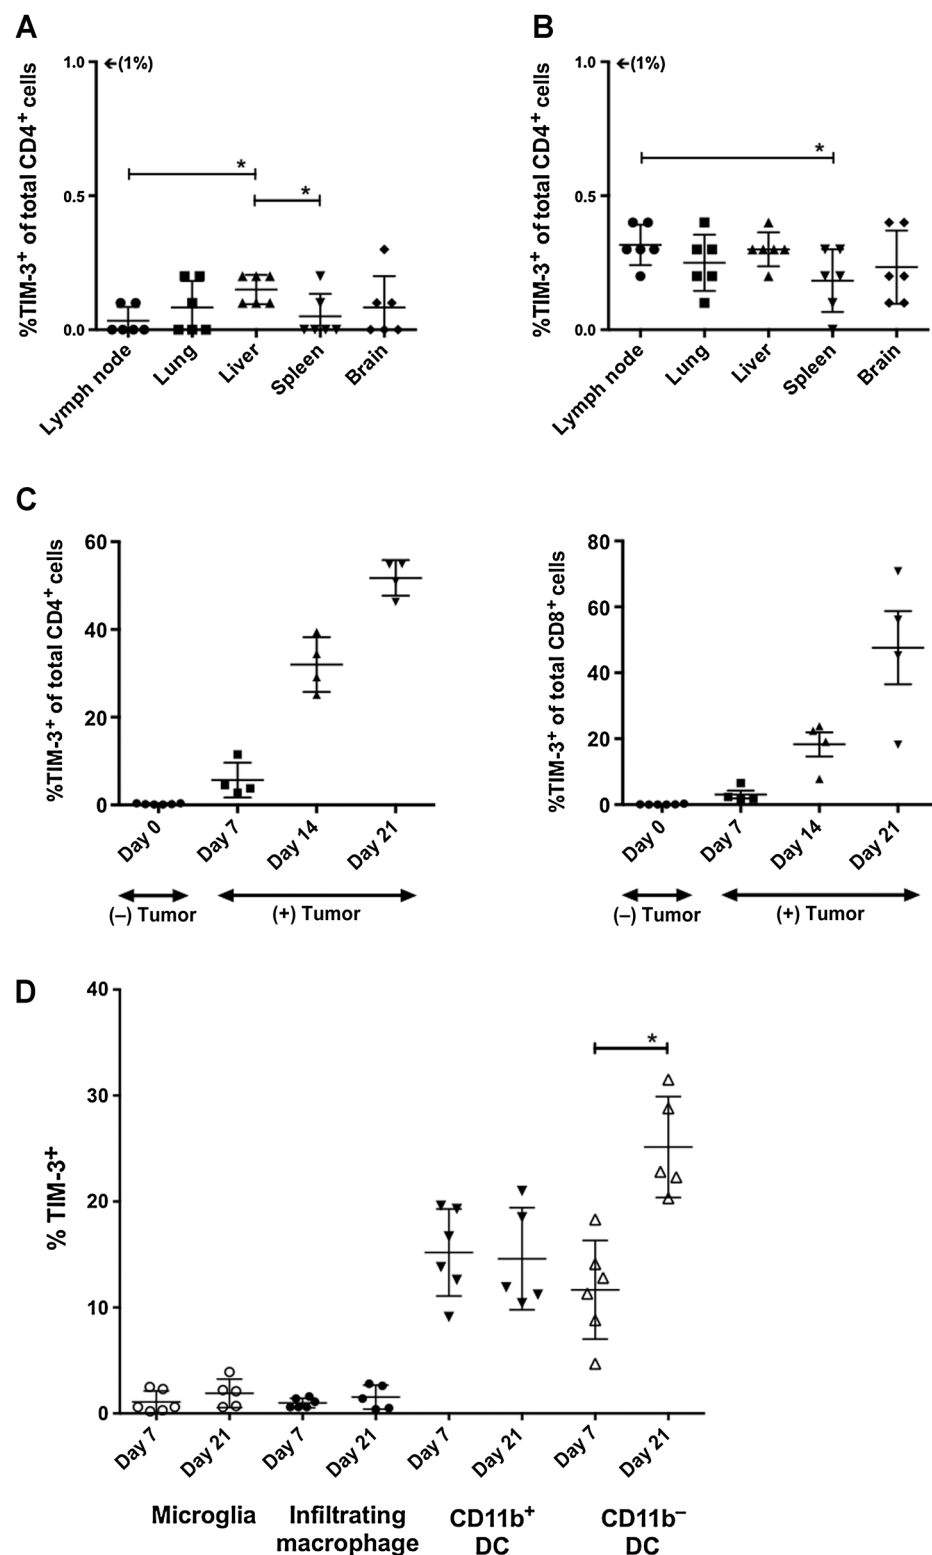 A
%TIM-3⁺ of total CD4⁺ cells
1.0
←(1%)
*
*
0.5
0.0
Lymph node
Lung
Liver
Spleen
Brain
B
%TIM-3⁺ of total CD4⁺ cells
1.0
←(1%)
*
0.5
0.0
Lymph node
Lung
Liver
Spleen
Brain
C
%TIM-3⁺ of total CD4⁺ cells
60
40
20
0
Day 0
Day 7
Day 14
Day 21
(–) Tumor
(+) Tumor
%TIM-3⁺ of total CD8⁺ cells
80
60
40
20
0
Day 0
Day 7
Day 14
Day 21
(–) Tumor
(+) Tumor
D
% TIM-3⁺
40
30
20
10
0
*
Day 7
Day 21
Day 7
Day 21
Day 7
Day 21
Day 7
Day 21
Microglia
Infiltrating
macrophage
CD11b⁺
DC
CD11b⁻
DC